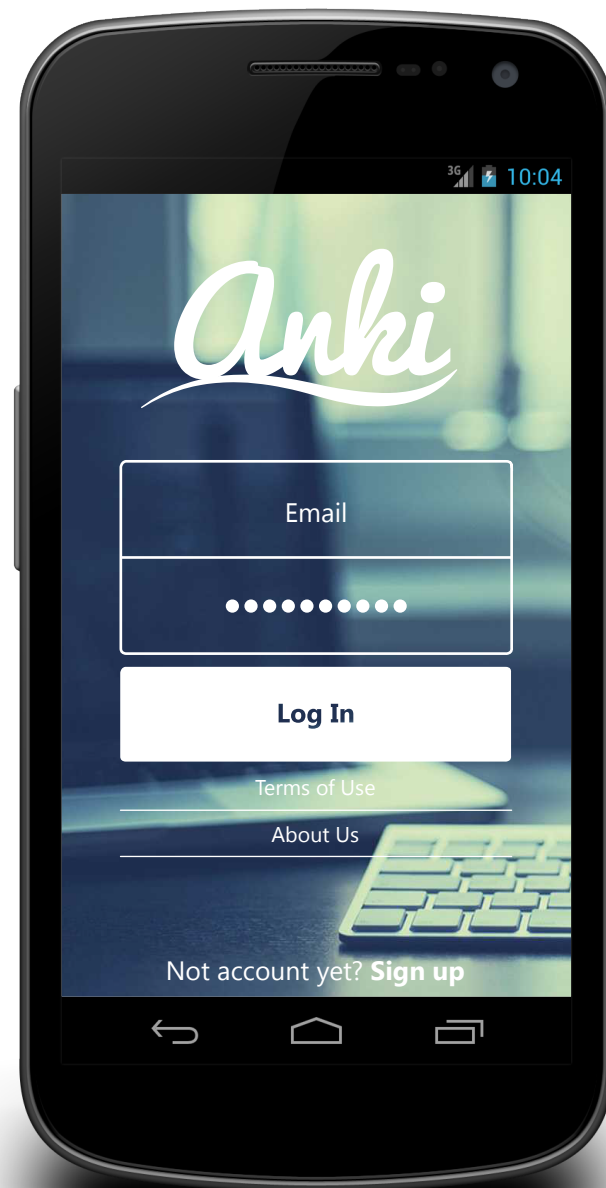 3G 10:04
Anki
Email
●●●●●●●●●●
Log In
Terms of Use
About Us
Not account yet? Sign up